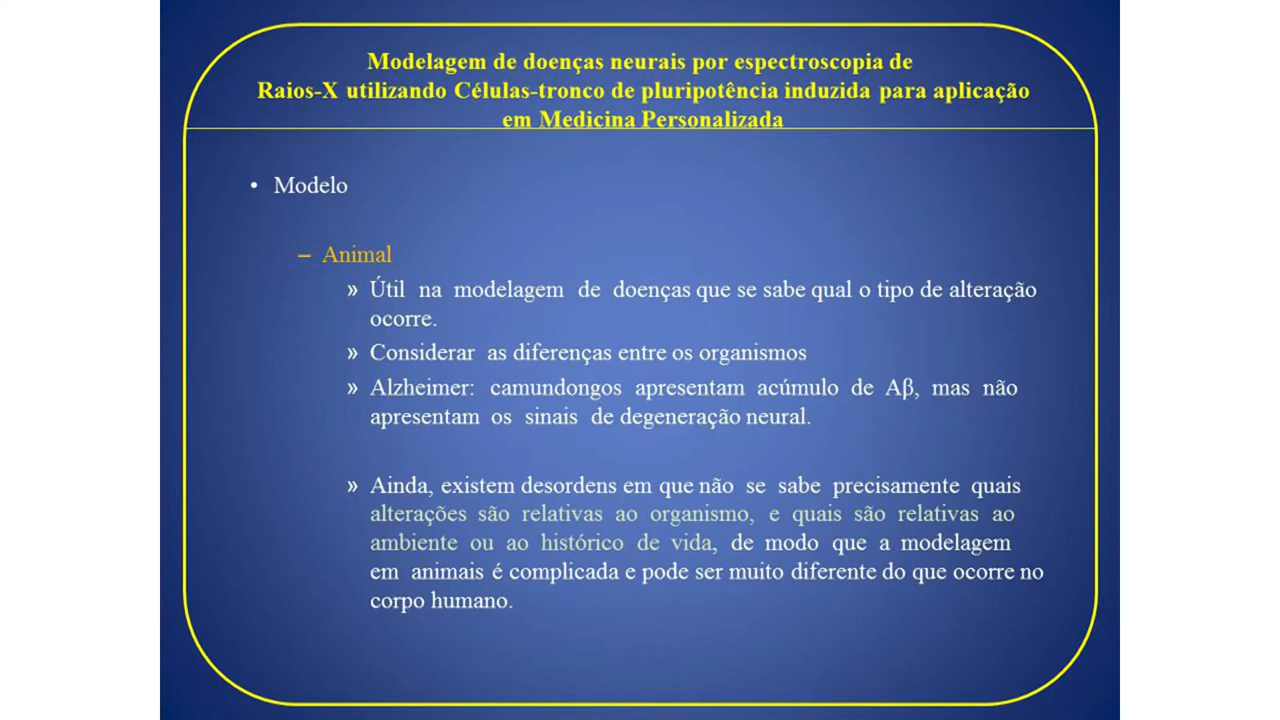 Modelagem de doenças neurais por espectroscopia de
Raios-X utilizando Células-tronco de pluripotência induzida para aplicação
em Medicina Personalizada
• Modelo
– Animal
» Útil na modelagem de doenças que se sabe qual o tipo de alteração
ocorre.
» Considerar as diferenças entre os organismos
» Alzheimer: camundongos apresentam acúmulo de Aβ, mas não
apresentam os sinais de degeneração neural.
» Ainda, existem desordens em que não se sabe precisamente quais
alterações são relativas ao organismo, e quais são relativas ao
ambiente ou ao histórico de vida, de modo que a modelagem
em animais é complicada e pode ser muito diferente do que ocorre no
corpo humano.